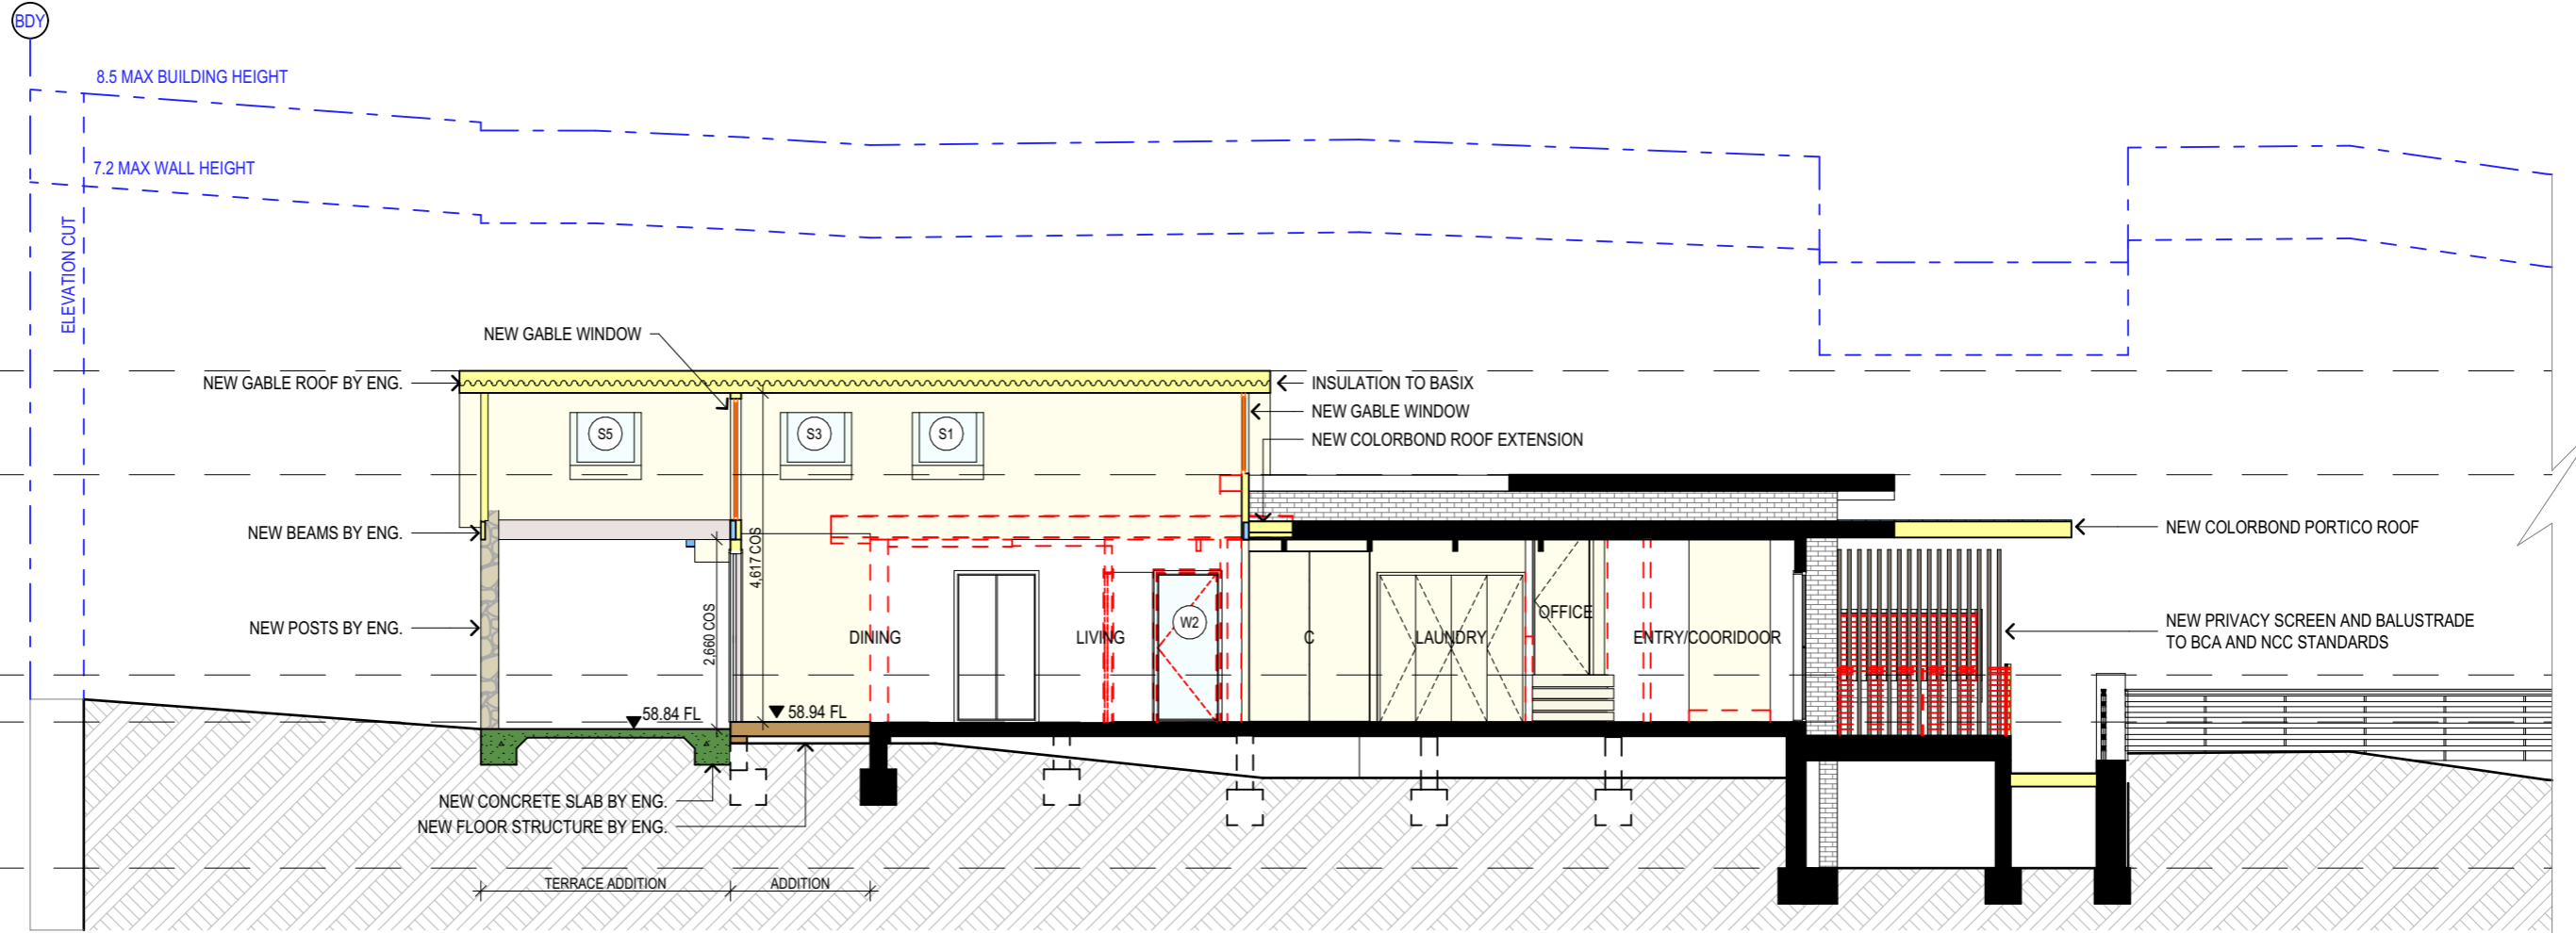 BDY
8.5 MAX BUILDING HEIGHT
7.2 MAX WALL HEIGHT
ELEVATION CUT
NEW GABLE WINDOW
NEW GABLE ROOF BY ENG.
INSULATION TO BASIX
NEW GABLE WINDOW
NEW COLORBOND ROOF EXTENSION
S5
S3
S1
NEW BEAMS BY ENG.
NEW COLORBOND PORTICO ROOF
4,617 COS
2,660 COS
NEW POSTS BY ENG.
DINING
LIVING
W2
C
LAUNDRY
OFFICE
ENTRY/COORIDOOR
NEW PRIVACY SCREEN AND BALUSTRADE
TO BCA AND NCC STANDARDS
58.84 FL
58.94 FL
NEW CONCRETE SLAB BY ENG.
NEW FLOOR STRUCTURE BY ENG.
TERRACE ADDITION
ADDITION